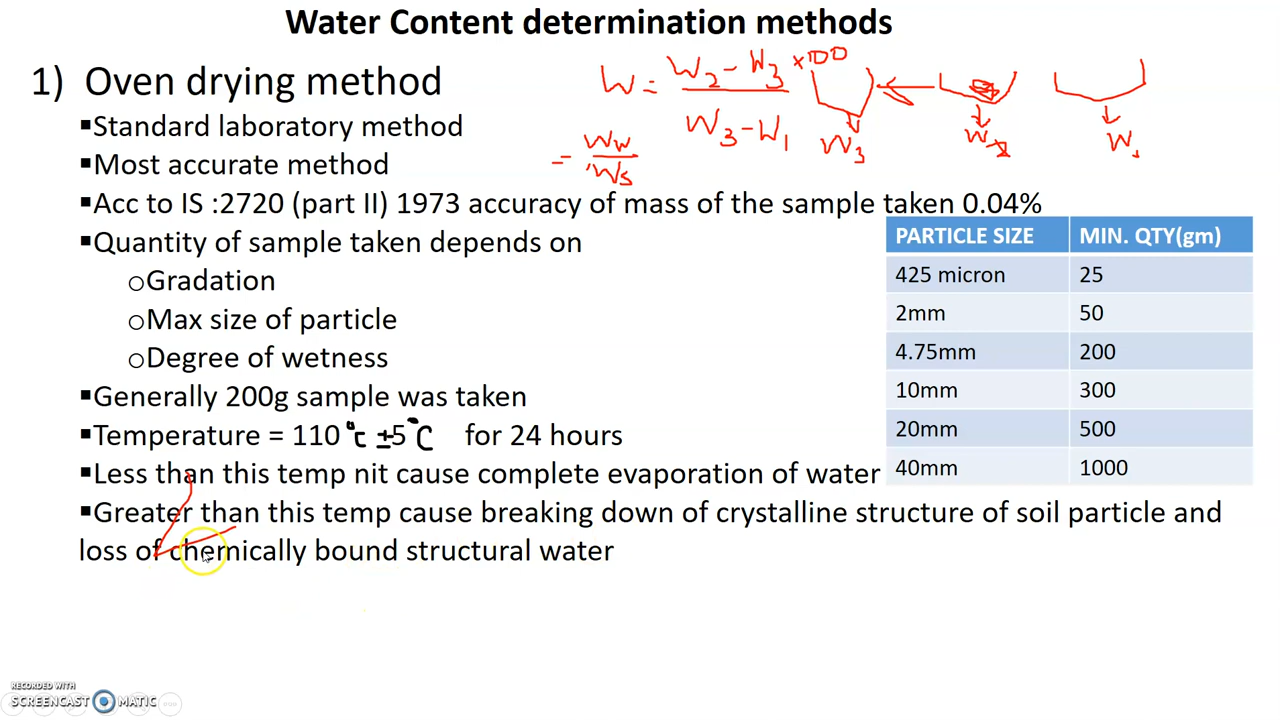 Water Content determination methods
1) Oven drying method
W = W2 - W3 ×100
W3 - W1
= Ww
Ws
W3
W2
W1
▪Standard laboratory method
▪Most accurate method
▪Acc to IS :2720 (part II) 1973 accuracy of mass of the sample taken 0.04%
▪Quantity of sample taken depends on
oGradation
oMax size of particle
oDegree of wetness
▪Generally 200g sample was taken
▪Temperature = 110 °c ±5°C for 24 hours
▪Less than this temp nit cause complete evaporation of water
▪Greater than this temp cause breaking down of crystalline structure of soil particle and
loss of chemically bound structural water
PARTICLE SIZE MIN. QTY(gm)
425 micron 25
2mm 50
4.75mm 200
10mm 300
20mm 500
40mm 1000
RECORDED WITH
SCREENCAST MATIC